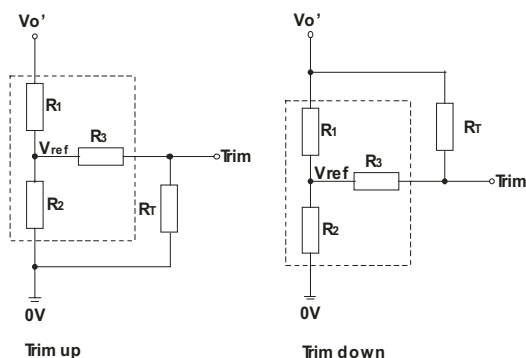 Vo’
R1
Vref
R3
Trim
R2
RT
0V
Trim up
Vo’
R1
RT
Vref
R3
Trim
R2
0V
Trim down